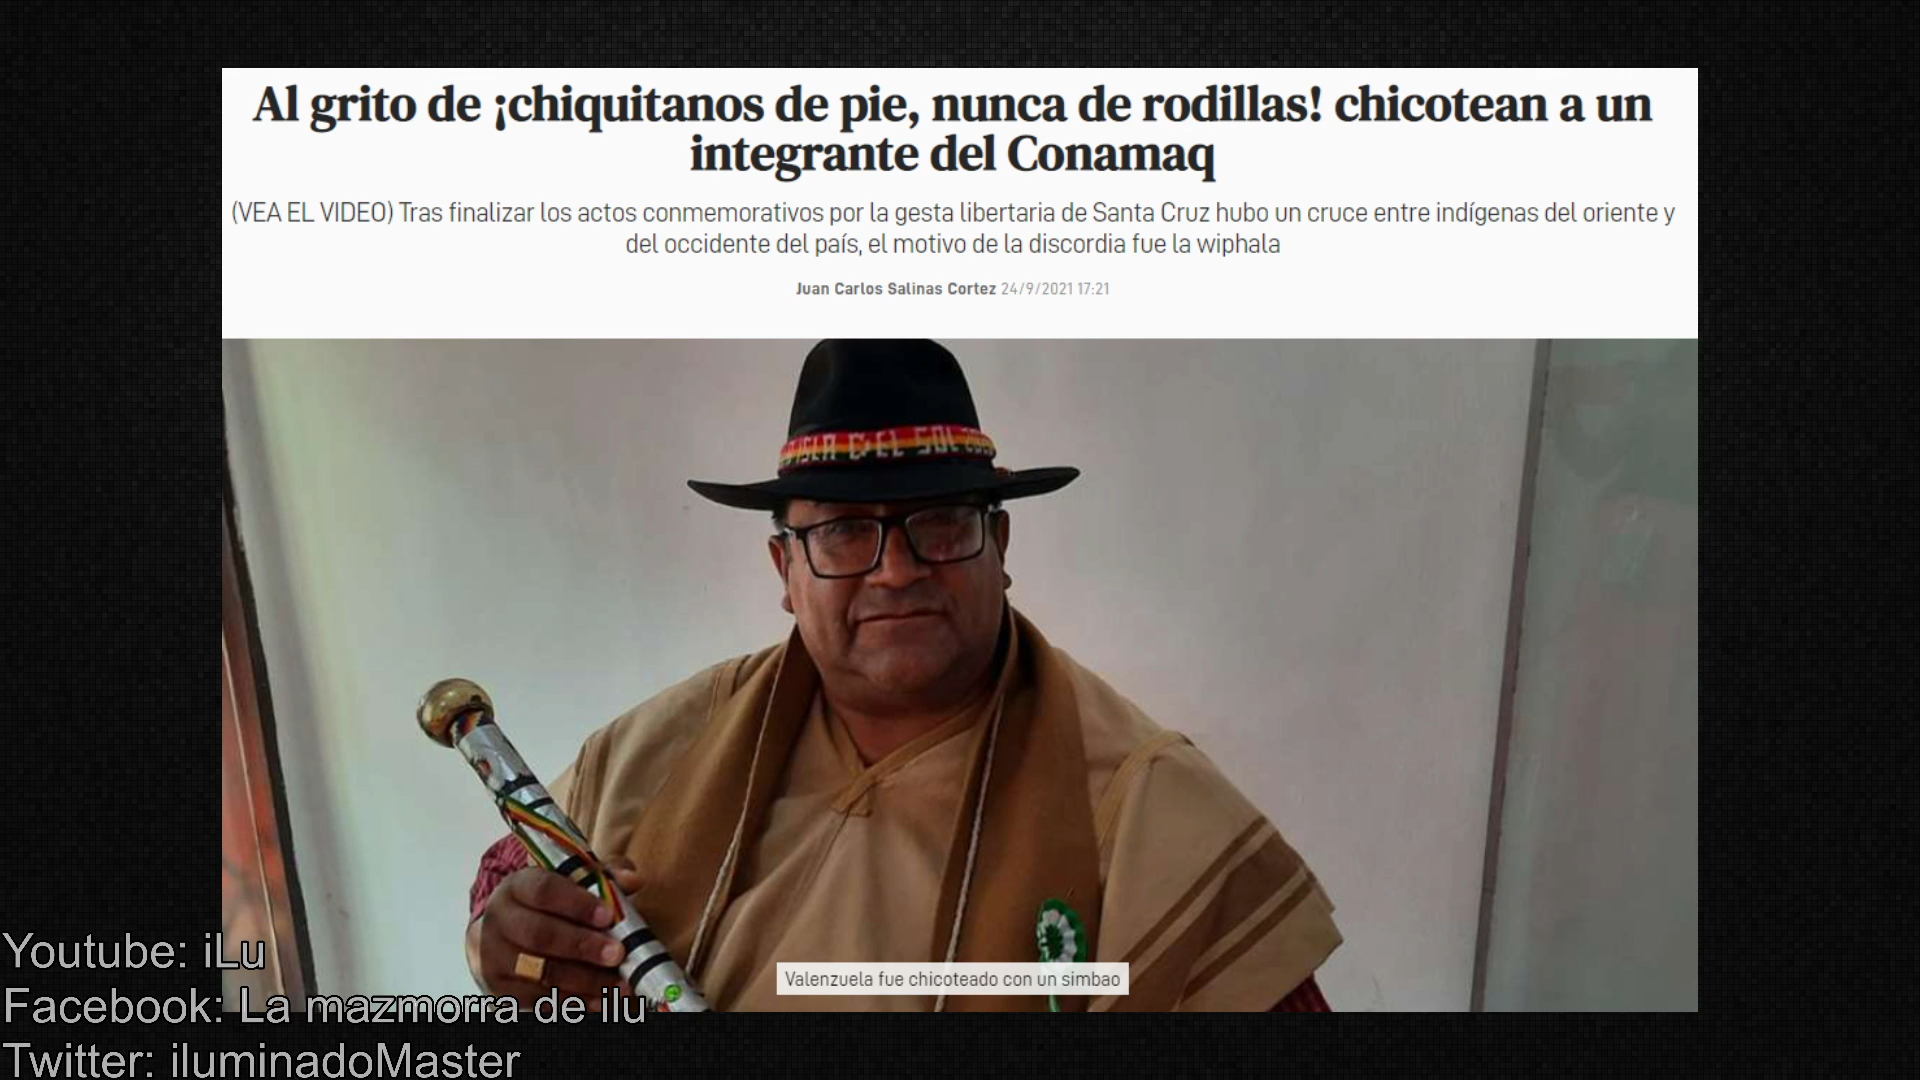 Al grito de ¡chiquitanos de pie, nunca de rodillas! chicotean a un
integrante del Conamaq
(VEA EL VIDEO) Tras finalizar los actos conmemorativos por la gesta libertaria de Santa Cruz hubo un cruce entre indígenas del oriente y
del occidente del país, el motivo de la discordia fue la wiphala
Juan Carlos Salinas Cortez 24/9/2021 17:21
EL SOL
Valenzuela fue chicoteado con un simbao
Youtube: iLu
Facebook: La mazmorra de ilu
Twitter: iluminadoMaster